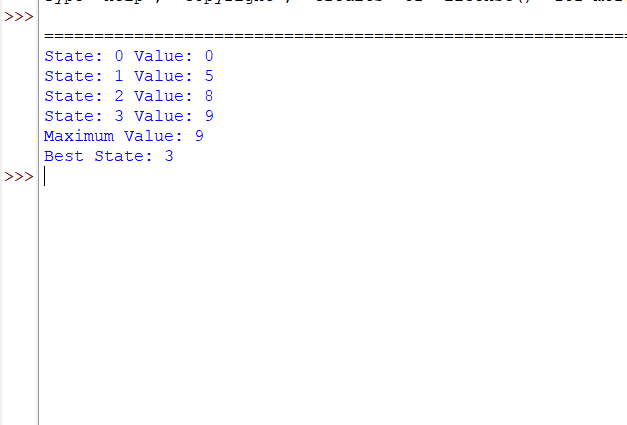 >>>
==========================================================
State: 0 Value: 0
State: 1 Value: 5
State: 2 Value: 8
State: 3 Value: 9
Maximum Value: 9
Best State: 3
>>>